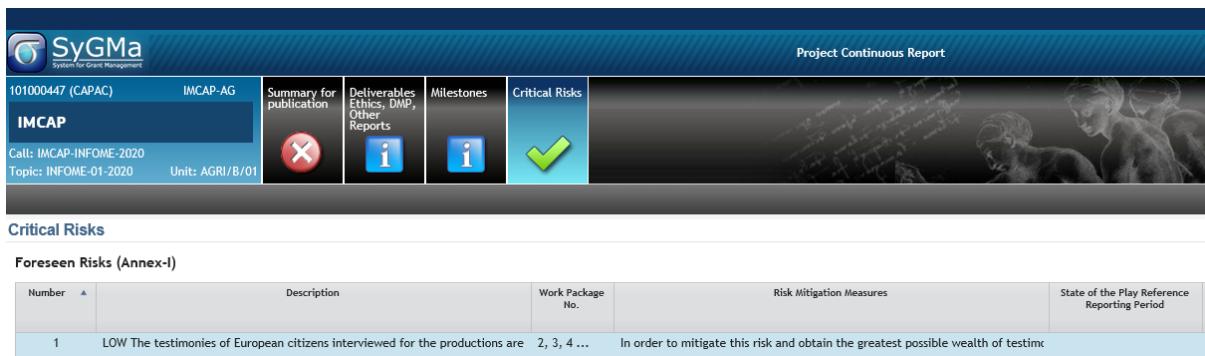 SyGMa
System for Grant Management
Project Continuous Report
101000447 (CAPAC) IMCAP-AG
IMCAP
Call: IMCAP-INFOME-2020
Topic: INFOME-01-2020 Unit: AGRI/B/01
Summary for
publication
Deliverables
Ethics, DMP,
Other
Reports
Milestones
Critical Risks
Critical Risks
Foreseen Risks (Annex-I)
Number Description Work Package
No. Risk Mitigation Measures State of the Play Reference
Reporting Period
1 LOW The testimonies of European citizens interviewed for the productions are 2, 3, 4 ... In order to mitigate this risk and obtain the greatest possible wealth of testimo